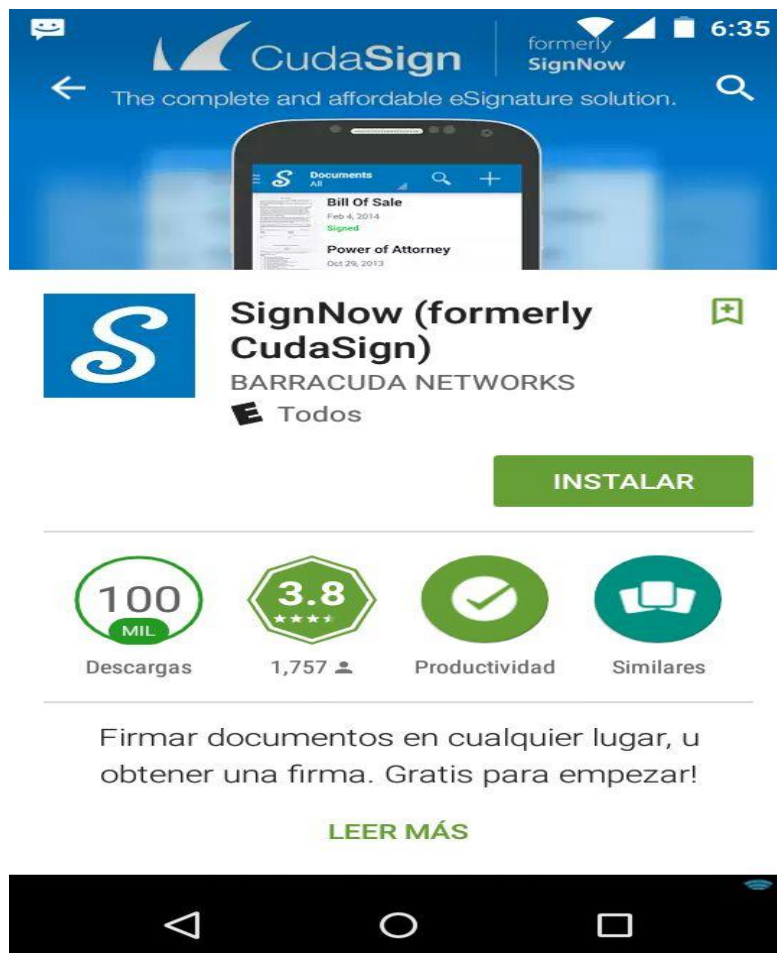 6:35
CudaSign
formerly
SignNow
The complete and affordable eSignature solution.
S
Documents
All
Bill Of Sale
Feb 4, 2014
Signed
Power of Attorney
Oct 29, 2013
S
SignNow (formerly
CudaSign)
BARRACUDA NETWORKS
E Todos
INSTALAR
100
MIL
Descargas
3.8
1,757
Productividad
Similares
Firmar documentos en cualquier lugar, u
obtener una firma. Gratis para empezar!
LEER MÁS